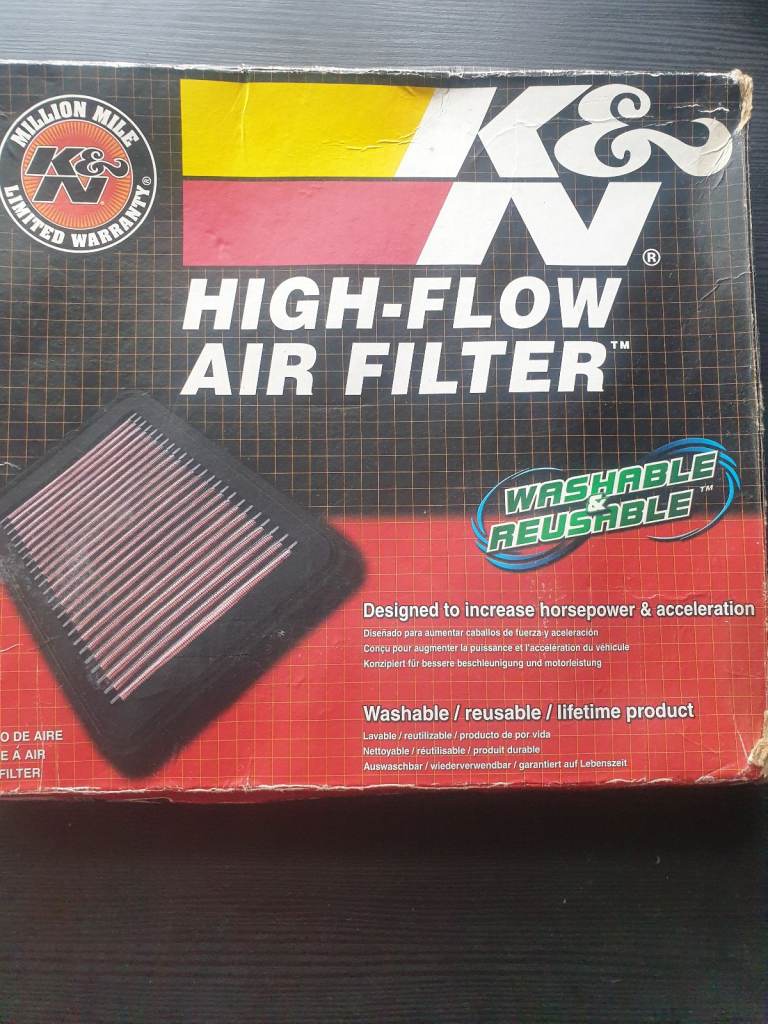 MILLION MILE
K&N®
LIMITED WARRANTY®
K&N®
HIGH-FLOW
AIR FILTER™
WASHABLE
&
REUSABLE™
Designed to increase horsepower & acceleration
Diseñado para aumentar caballos de fuerza y aceleración
Conçu pour augmenter la puissance et l'accélération du véhicule
Konzipiert für bessere beschleunigung und motorleistung
Washable / reusable / lifetime product
Lavable / reutilizable / producto de por vida
Nettoyable / réutilisable / produit durable
Auswaschbar / wiederverwendbar / garantiert auf Lebenszeit
O DE AIRE
E Á AIR
FILTER